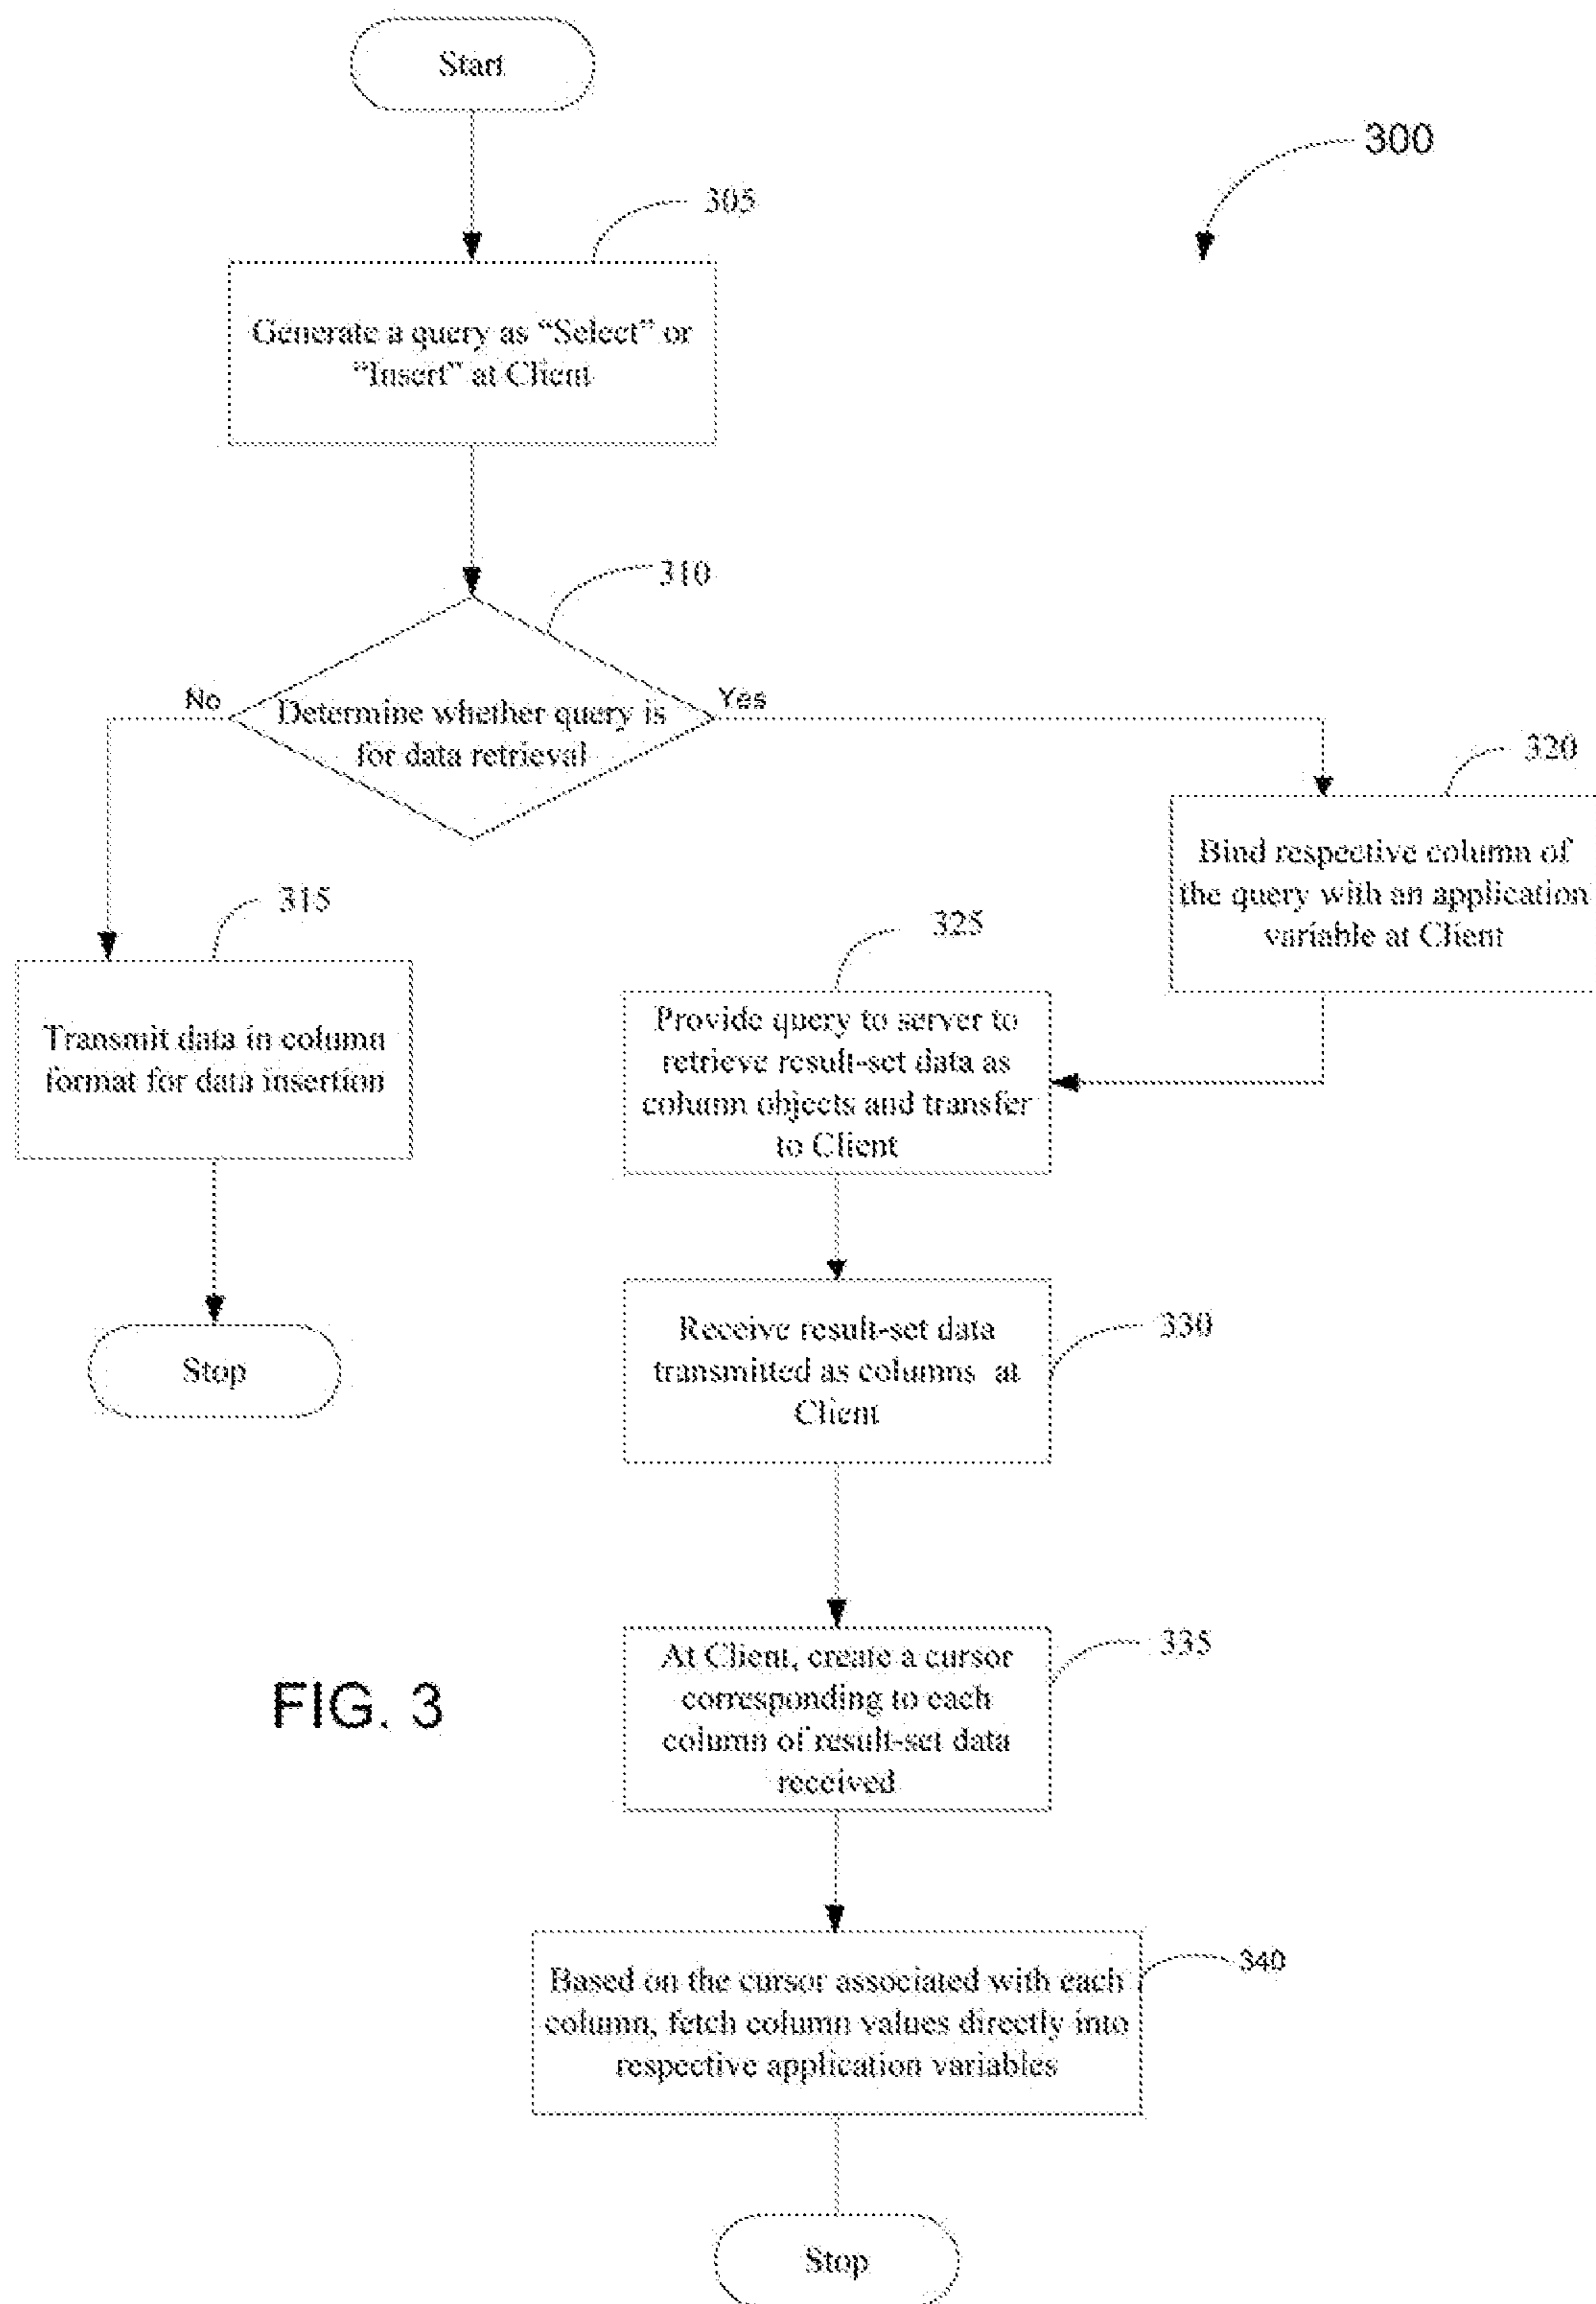 Start
300
305
Generate a query as “Select” or
“Insert” at Client
310
No
Yes
Determine whether query is
for data retrieval
320
Bind respective column of
the query with an application
variable at Client
315
Transmit data in column
format for data insertion
325
Provide query to server to
retrieve result-set data as
column objects and transfer
to Client
Stop
330
Receive result-set data
transmitted as columns at
Client
335
At Client, create a cursor
corresponding to each
column of result-set data
received
FIG. 3
340
Based on the cursor associated with each
column, fetch column values directly into
respective application variables
Stop